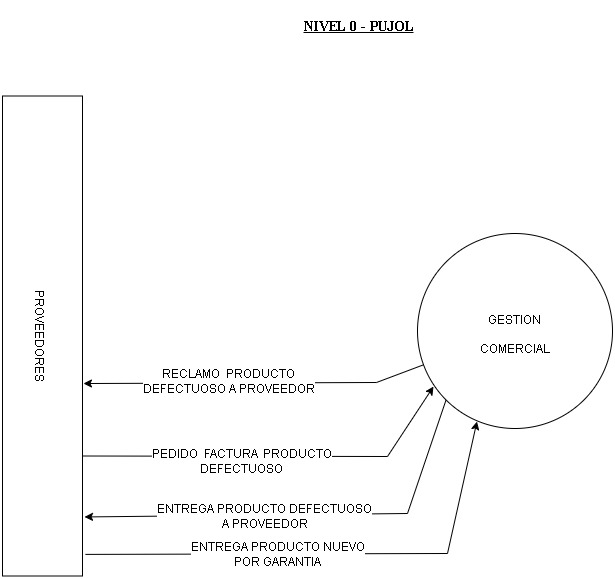 NIVEL 0 - PUJOL
PROVEEDORES
GESTION
COMERCIAL
RECLAMO PRODUCTO
DEFECTUOSO A PROVEEDOR
PEDIDO FACTURA PRODUCTO
DEFECTUOSO
ENTREGA PRODUCTO DEFECTUOSO
A PROVEEDOR
ENTREGA PRODUCTO NUEVO
POR GARANTIA